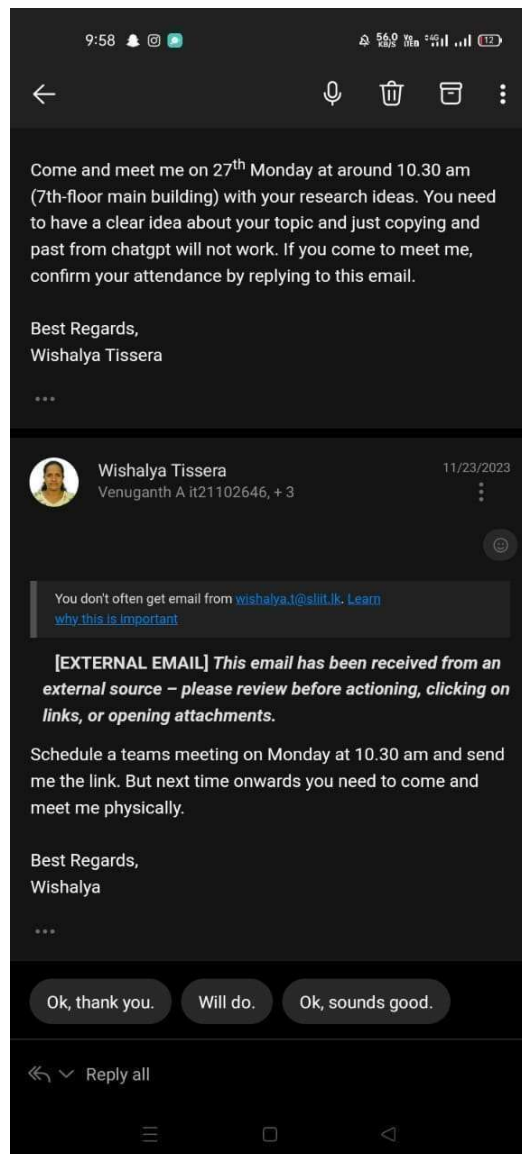 9:58
56.0 KB/S 4G 12
Come and meet me on 27th Monday at around 10.30 am
(7th-floor main building) with your research ideas. You need
to have a clear idea about your topic and just copying and
past from chatgpt will not work. If you come to meet me,
confirm your attendance by replying to this email.
Best Regards,
Wishalya Tissera
Wishalya Tissera
11/23/2023
Venuganth A it21102646, + 3
You don't often get email from wishalya.t@sliit.lk. Learn
why this is important
[EXTERNAL EMAIL] This email has been received from an
external source – please review before actioning, clicking on
links, or opening attachments.
Schedule a teams meeting on Monday at 10.30 am and send
me the link. But next time onwards you need to come and
meet me physically.
Best Regards,
Wishalya
Ok, thank you.
Will do.
Ok, sounds good.
Reply all